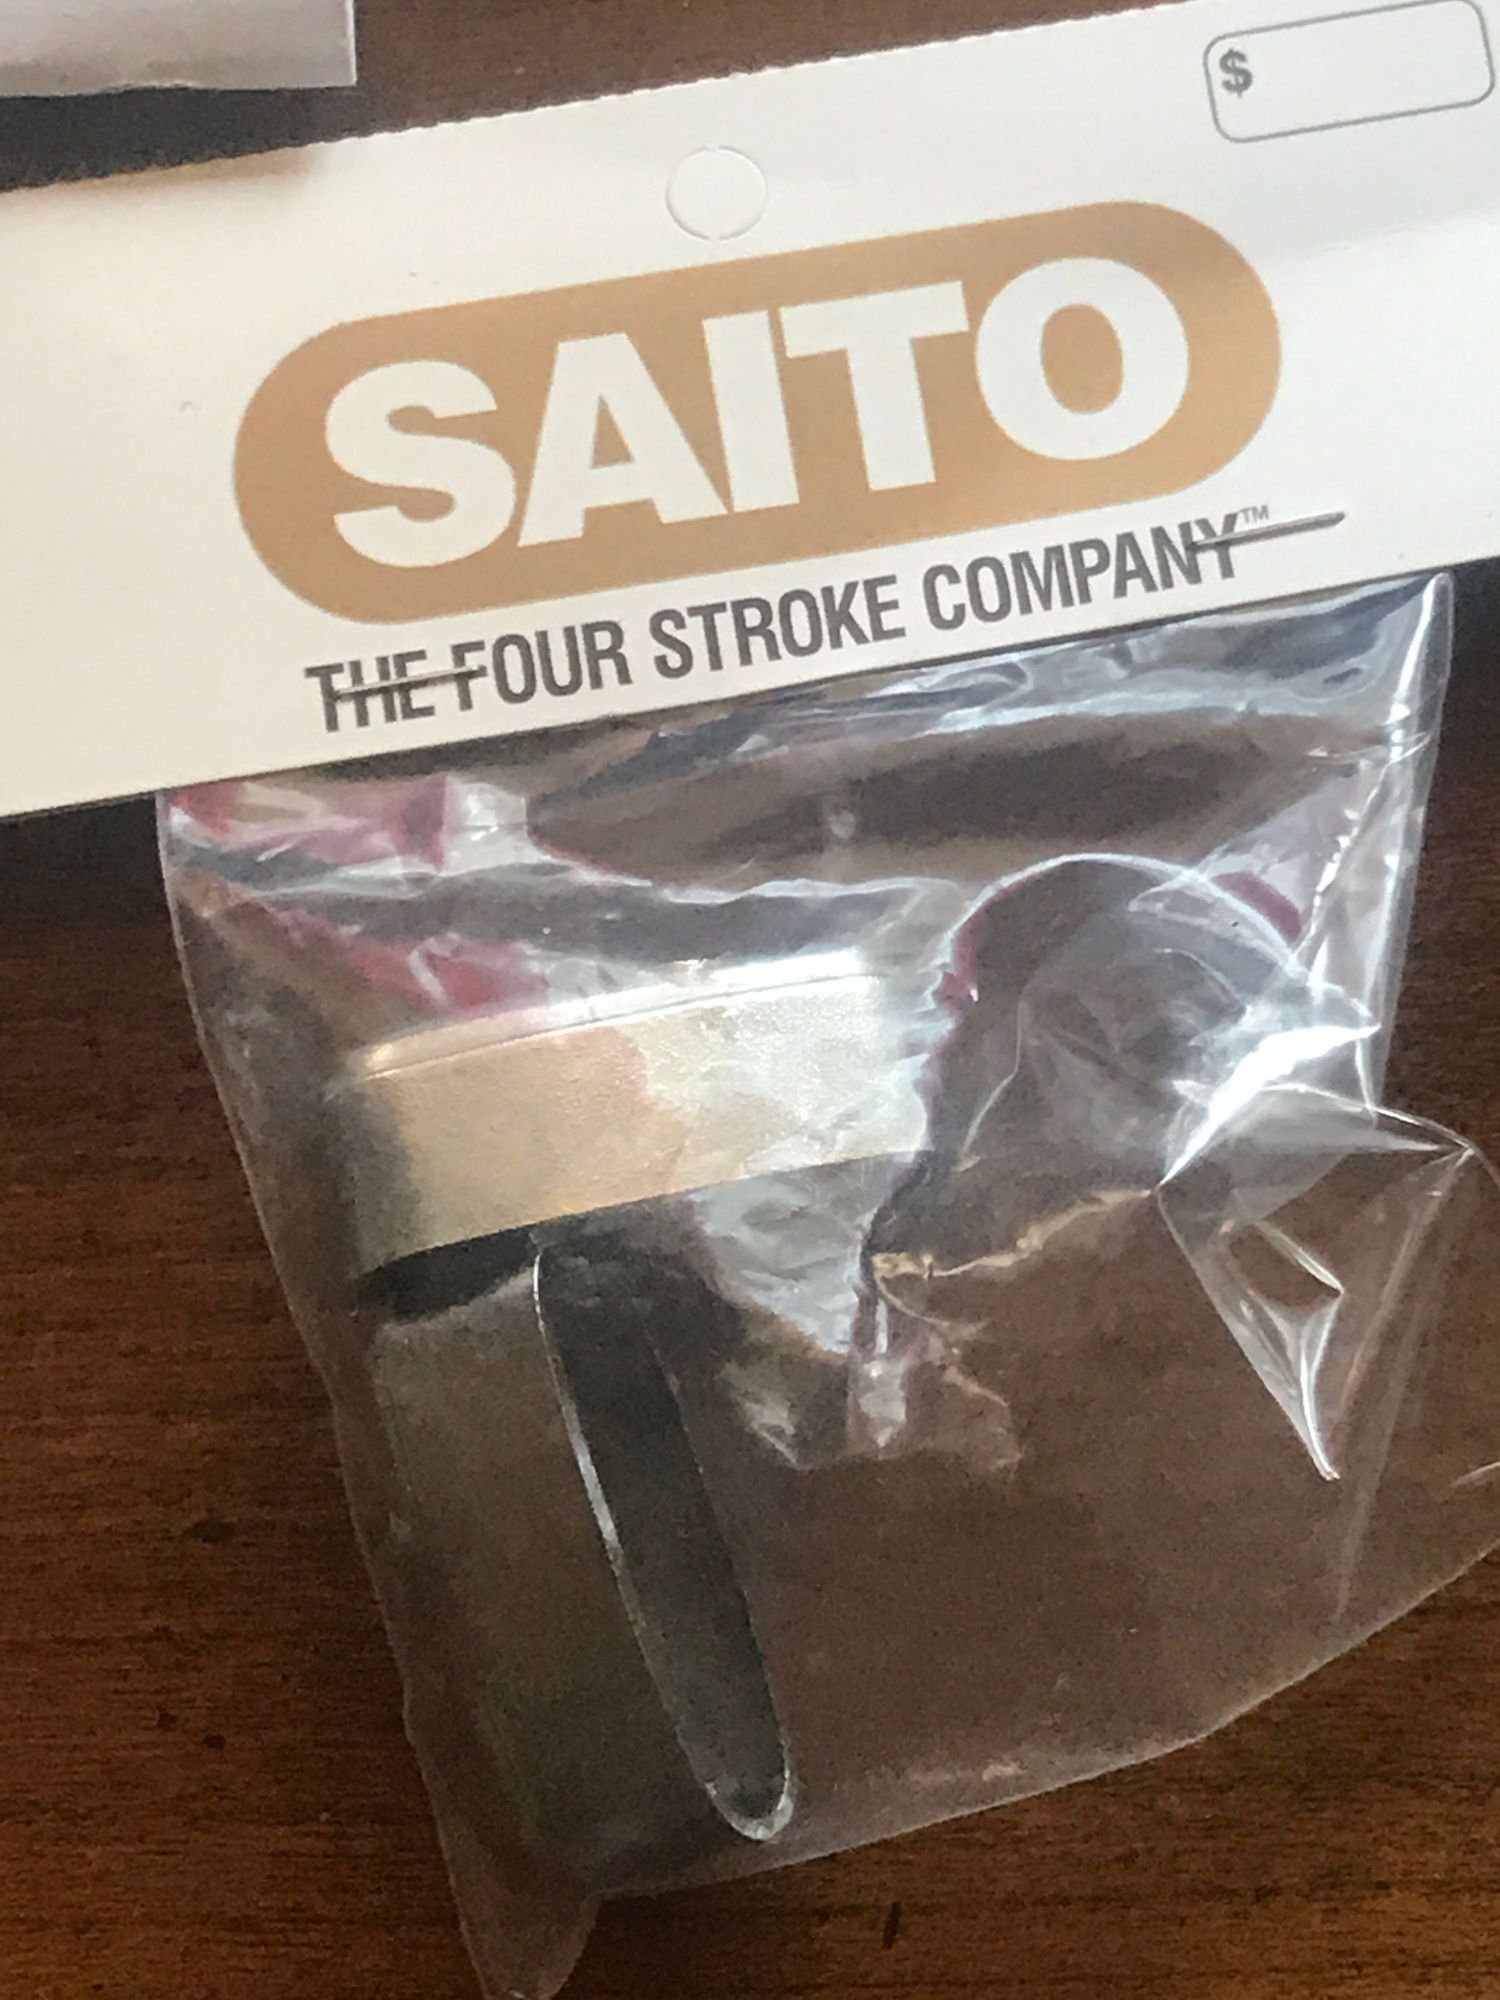 $
SAITO
THE FOUR STROKE COMPANY™